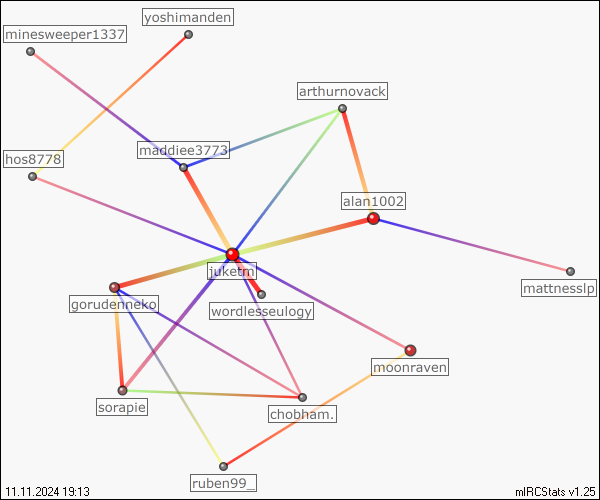 yoshimanden
minesweeper1337
arthurnovack
maddiee3773
hos8778
alan1002
juketm
mattnesslp
gorudenneko
wordlesseulogy
moonraven
sorapie
chobham.
ruben99_
11.11.2024 19:13
mIRCStats v1.25